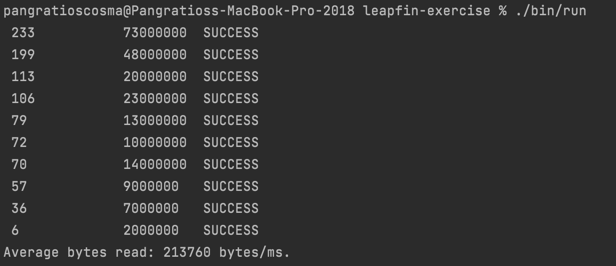 pangratioscosma@Pangratioss-MacBook-Pro-2018 leapfin-exercise % ./bin/run
233 73000000 SUCCESS
199 48000000 SUCCESS
113 20000000 SUCCESS
106 23000000 SUCCESS
79 13000000 SUCCESS
72 10000000 SUCCESS
70 14000000 SUCCESS
57 9000000 SUCCESS
36 7000000 SUCCESS
6 2000000 SUCCESS
Average bytes read: 213760 bytes/ms.